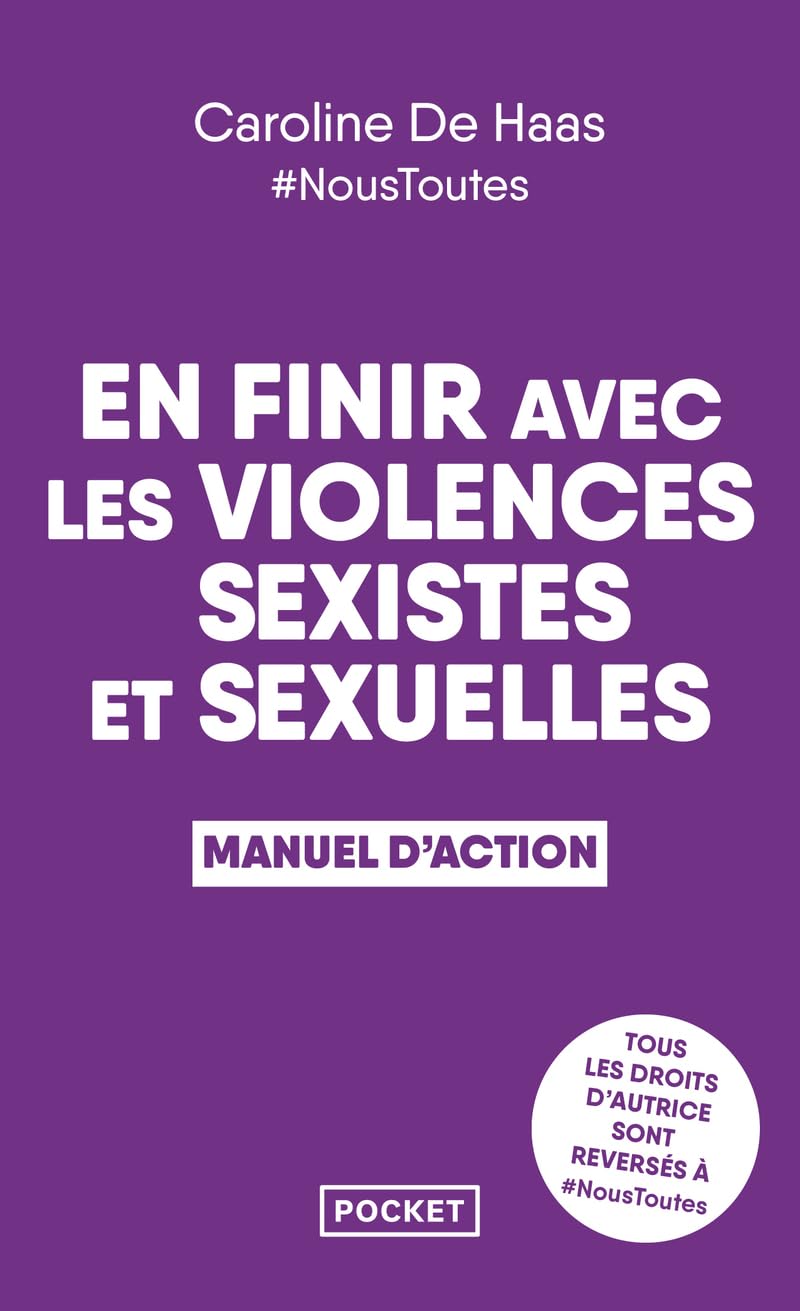 Caroline De Haas
#NousToutes
EN FINIR AVEC
LES VIOLENCES
SEXISTES
ET SEXUELLES
MANUEL D'ACTION
TOUS
LES DROITS
D'AUTRICE
SONT
REVERSÉS À
#NousToutes
POCKET